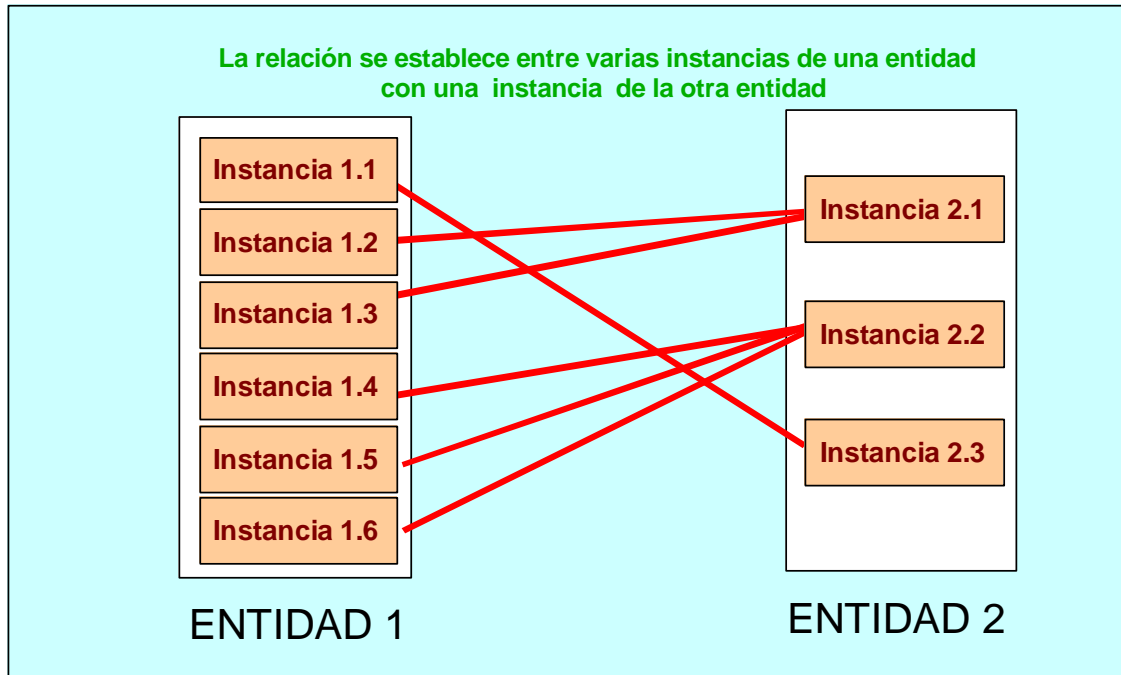 La relación se establece entre varias instancias de una entidad
con una instancia de la otra entidad
Instancia 1.1
Instancia 1.2
Instancia 1.3
Instancia 1.4
Instancia 1.5
Instancia 1.6
ENTIDAD 1
Instancia 2.1
Instancia 2.2
Instancia 2.3
ENTIDAD 2